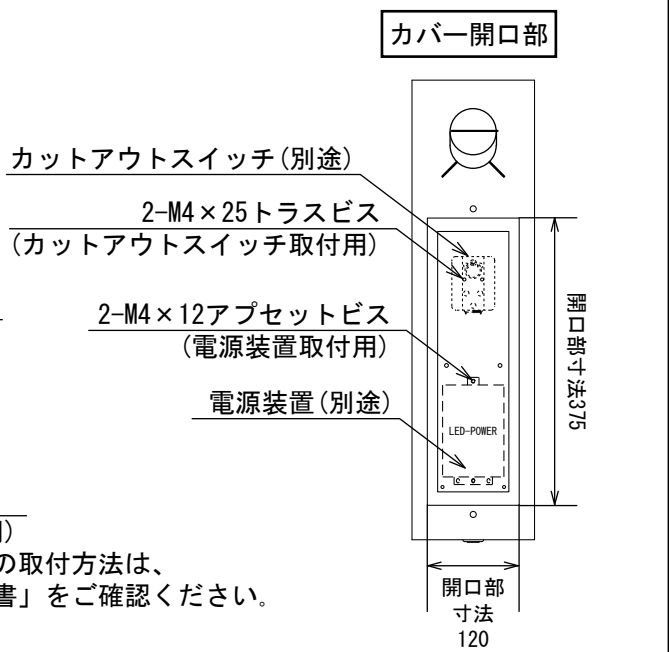 カバー開口部
カットアウトスイッチ(別途)
2-M4×25トラスビス
(カットアウトスイッチ取付用)
2-M4×12アプセットビス
(電源装置取付用)
電源装置(別途)
LED-POWER
開口部寸法375
の取付方法は、
書」をご確認ください。
開口部
寸法
120